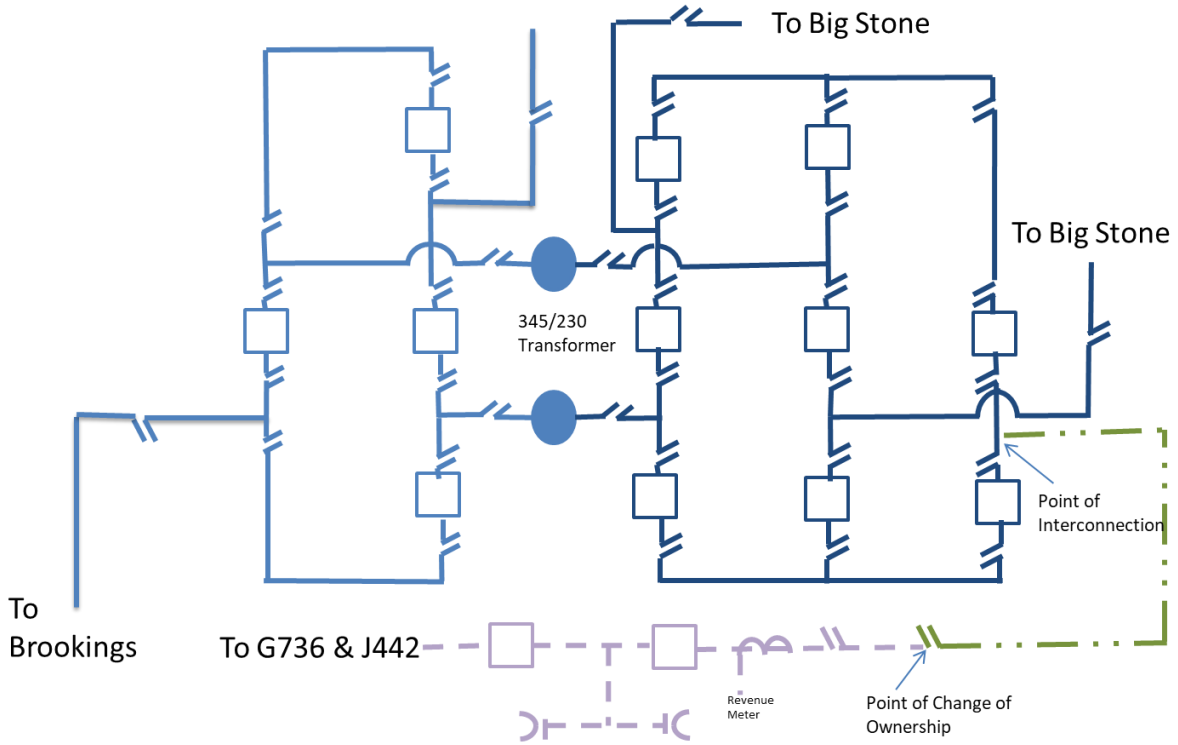 To Big Stone
To Big Stone
345/230
Transformer
Point of
Interconnection
To
Brookings
To G736 & J442
Revenue
Meter
Point of Change of
Ownership